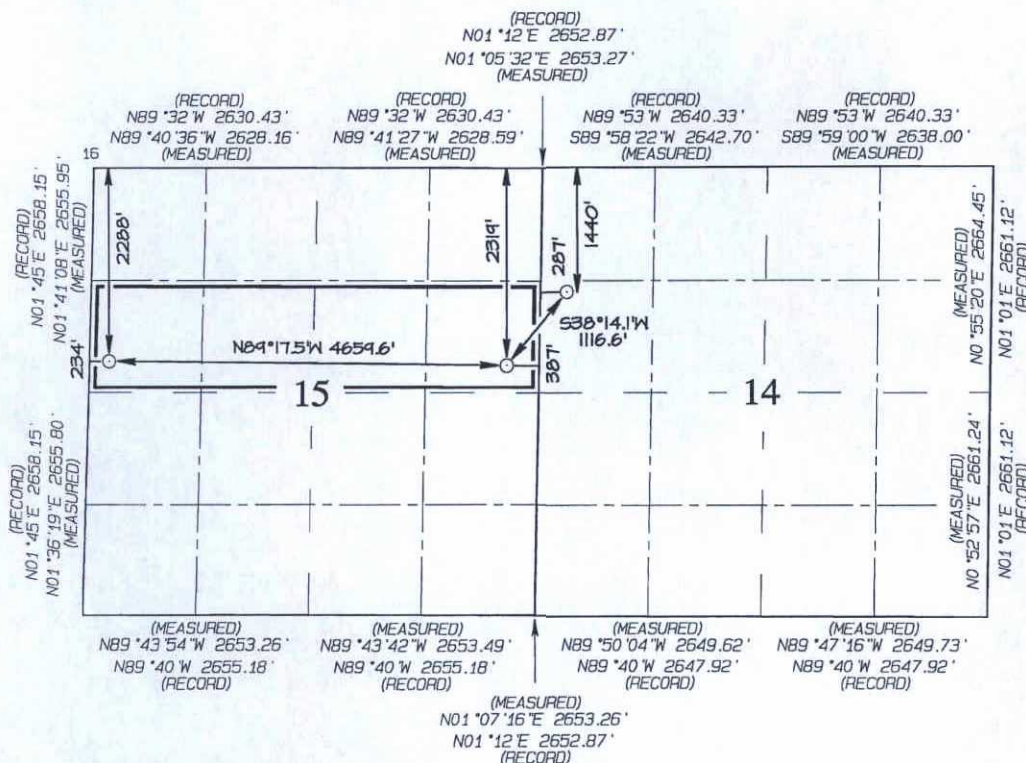 (RECORD)
N01°12'E 2652.87'
N01°05'32"E 2653.27'
(MEASURED)
(RECORD)
N89°32'W 2630.43'
N89°40'36"W 2628.16'
(MEASURED)
(RECORD)
N89°32'W 2630.43'
N89°41'27"W 2628.59'
(MEASURED)
(RECORD)
N89°53'W 2640.33'
S89°58'22"W 2642.70'
(MEASURED)
(RECORD)
N89°53'W 2640.33'
S89°59'00"W 2638.00'
(MEASURED)
16
(RECORD)
N01°45'E 2658.15'
N01°41'08"E 2655.95'
(MEASURED)
2288'
2319'
287'
1440'
(MEASURED)
N0°55'20"E 2664.45'
N01°01'E 2661.12'
(RECORD)
234'
N89°17.5'W 4659.6'
S38°14.1'W
1116.6'
387'
15
14
(RECORD)
N01°45'E 2658.15'
N01°36'19"E 2655.80
(MEASURED)
(MEASURED)
N0°52'57"E 2661.24'
N01°01'E 2661.12'
(RECORD)
(MEASURED)
N89°43'54"W 2653.26'
N89°40'W 2655.18'
(RECORD)
(MEASURED)
N89°43'42"W 2653.49'
N89°40'W 2655.18'
(RECORD)
(MEASURED)
N89°50'04"W 2649.62'
N89°40'W 2647.92'
(RECORD)
(MEASURED)
N89°47'16"W 2649.73'
N89°40'W 2647.92'
(RECORD)
(MEASURED)
N01°07'16"E 2653.26'
N01°12'E 2652.87'
(RECORD)